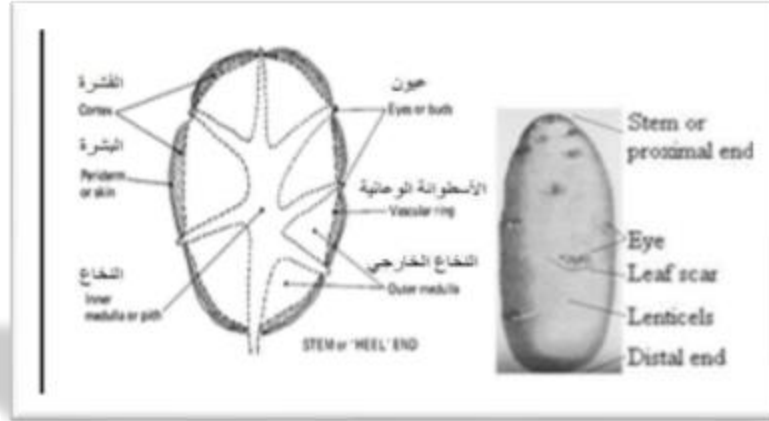 القشرة
Cortex
البشرة
Periderm
or skin
النخاع
Inner
medulla or pith
عيون
Eyes or buds
الأسطوانة الوعائية
Vascular ring
النخاع الخارجي
Outer medulla
STEM or 'HEEL' END
Stem or
proximal end
Eye
Leaf scar
Lenticels
Distal end